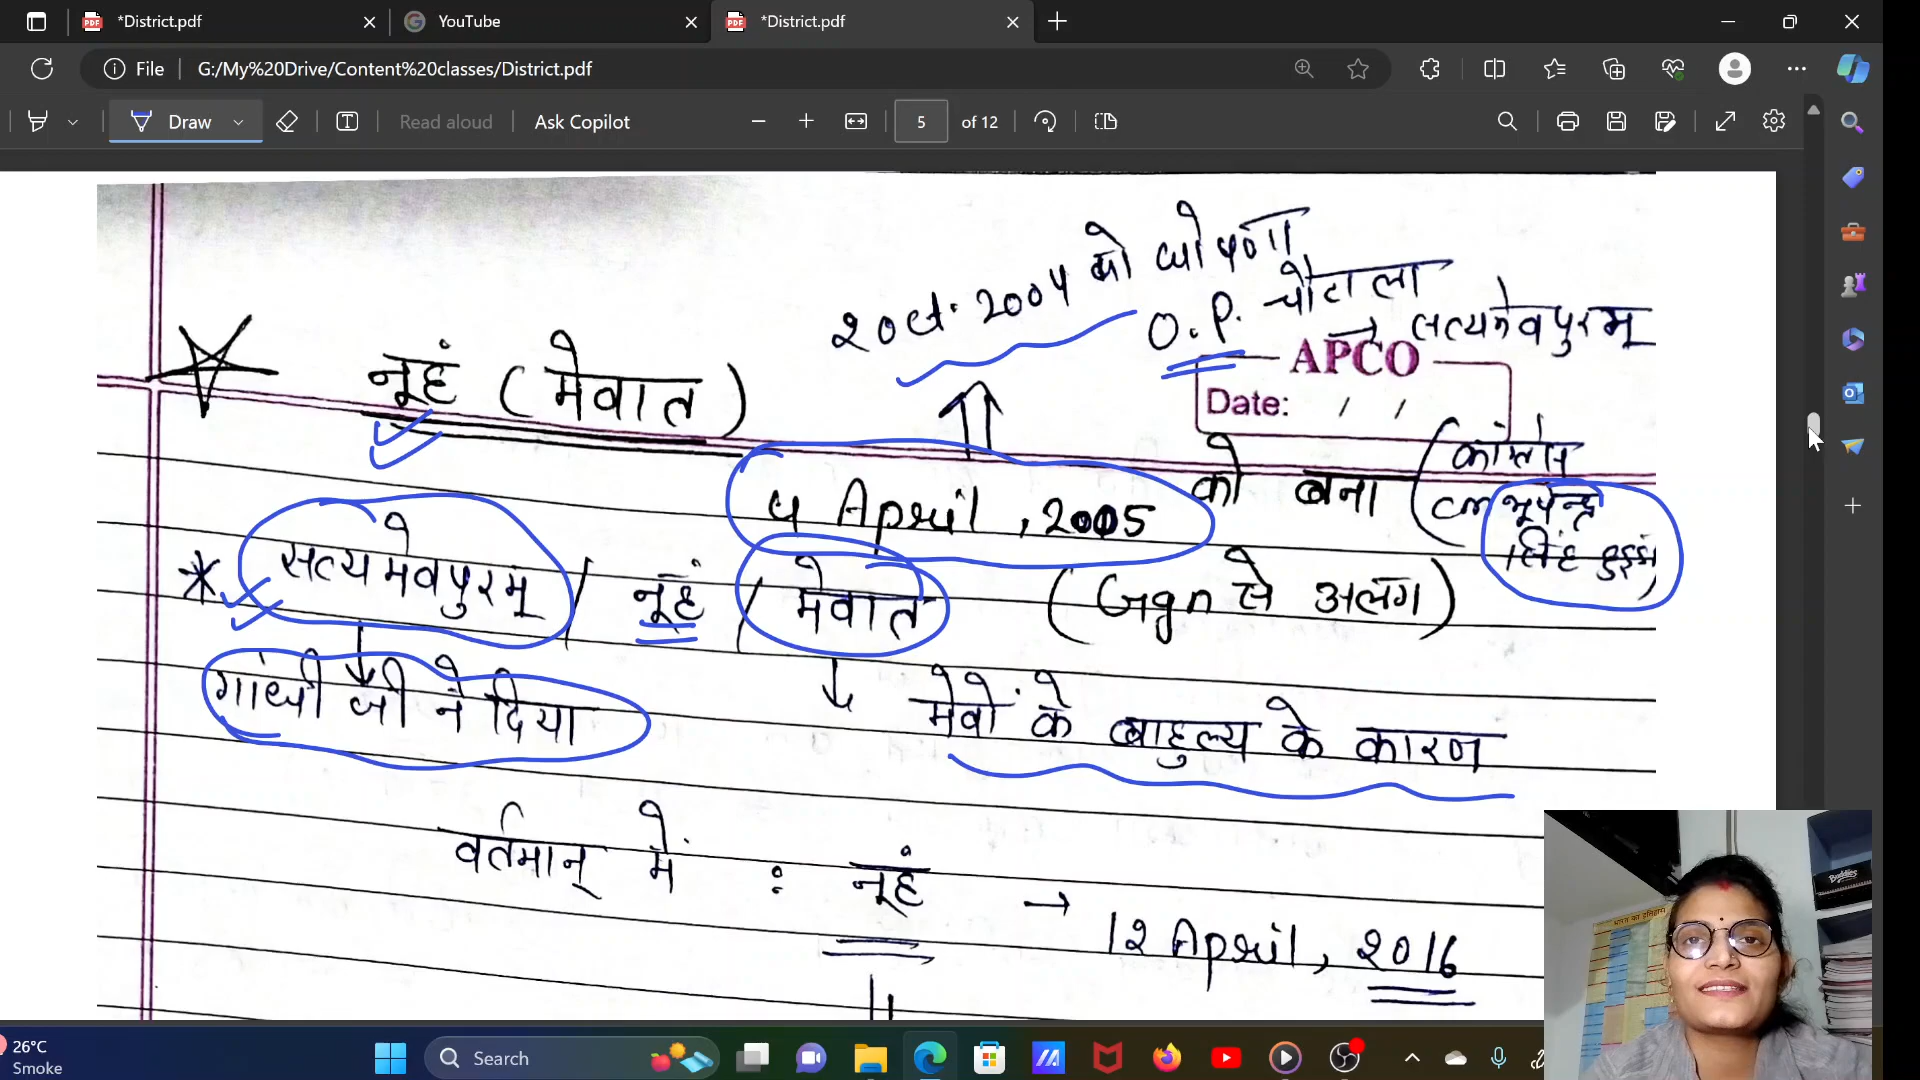 *District.pdf
YouTube
*District.pdf
File
G:/My%20Drive/Content%20classes/District.pdf
Draw
Read aloud
Ask Copilot
5 of 12
2 Oct. 2004 को घोषणा
O.P. चौटाला
ने सत्यमेवपुरम्
APCO
Date: / /
नूहं (मेवात)
4 April, 2005 को बना (कांग्रेस
CM भूपेन्द्र
सिंह हुड्डा)
* सत्यमेवपुरम् / नूहं / मेवात (Ggn से अलग)
गांधी जी ने दिया
मेवों के बाहुल्य के कारण
वर्तमान् में : नूहं → 12 April, 2016
26°C
Smoke
Search